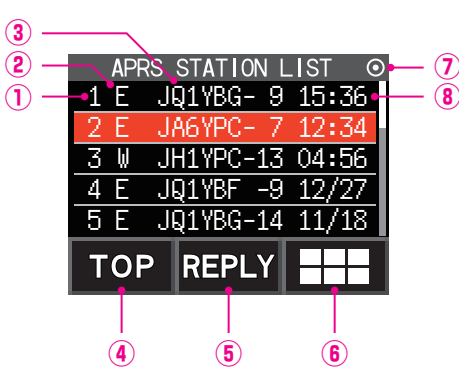 ③
② APRS STATION LIST ⑦
① 1 E JQ1YBG- 9 15:36 ⑧
2 E JA6YPC- 7 12:34
3 W JH1YPC-13 04:56
4 E JQ1YBF -9 12/27
5 E JQ1YBG-14 11/18
TOP REPLY
④ ⑤ ⑥